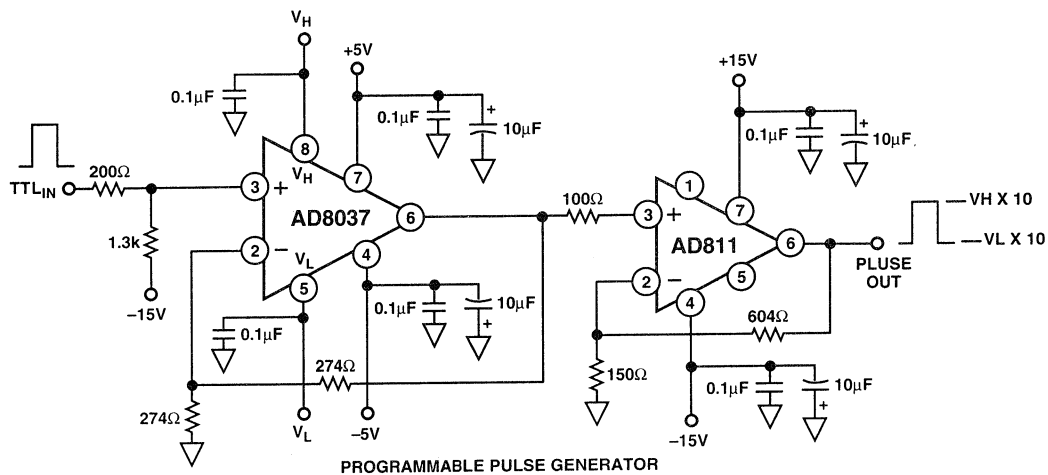 V_H
+5V
+15V
0.1μF
0.1μF
10μF
+
0.1μF
10μF
+
TTL_IN
200Ω
8
V_H
7
3
+
AD8037
6
100Ω
1
7
3
+
AD811
6
VH X 10
VL X 10
PLUSE
OUT
1.3k
–15V
2
–
V_L
4
5
0.1μF
0.1μF
10μF
+
2
–
5
4
604Ω
150Ω
0.1μF
10μF
+
274Ω
274Ω
V_L
–5V
–15V
PROGRAMMABLE PULSE GENERATOR